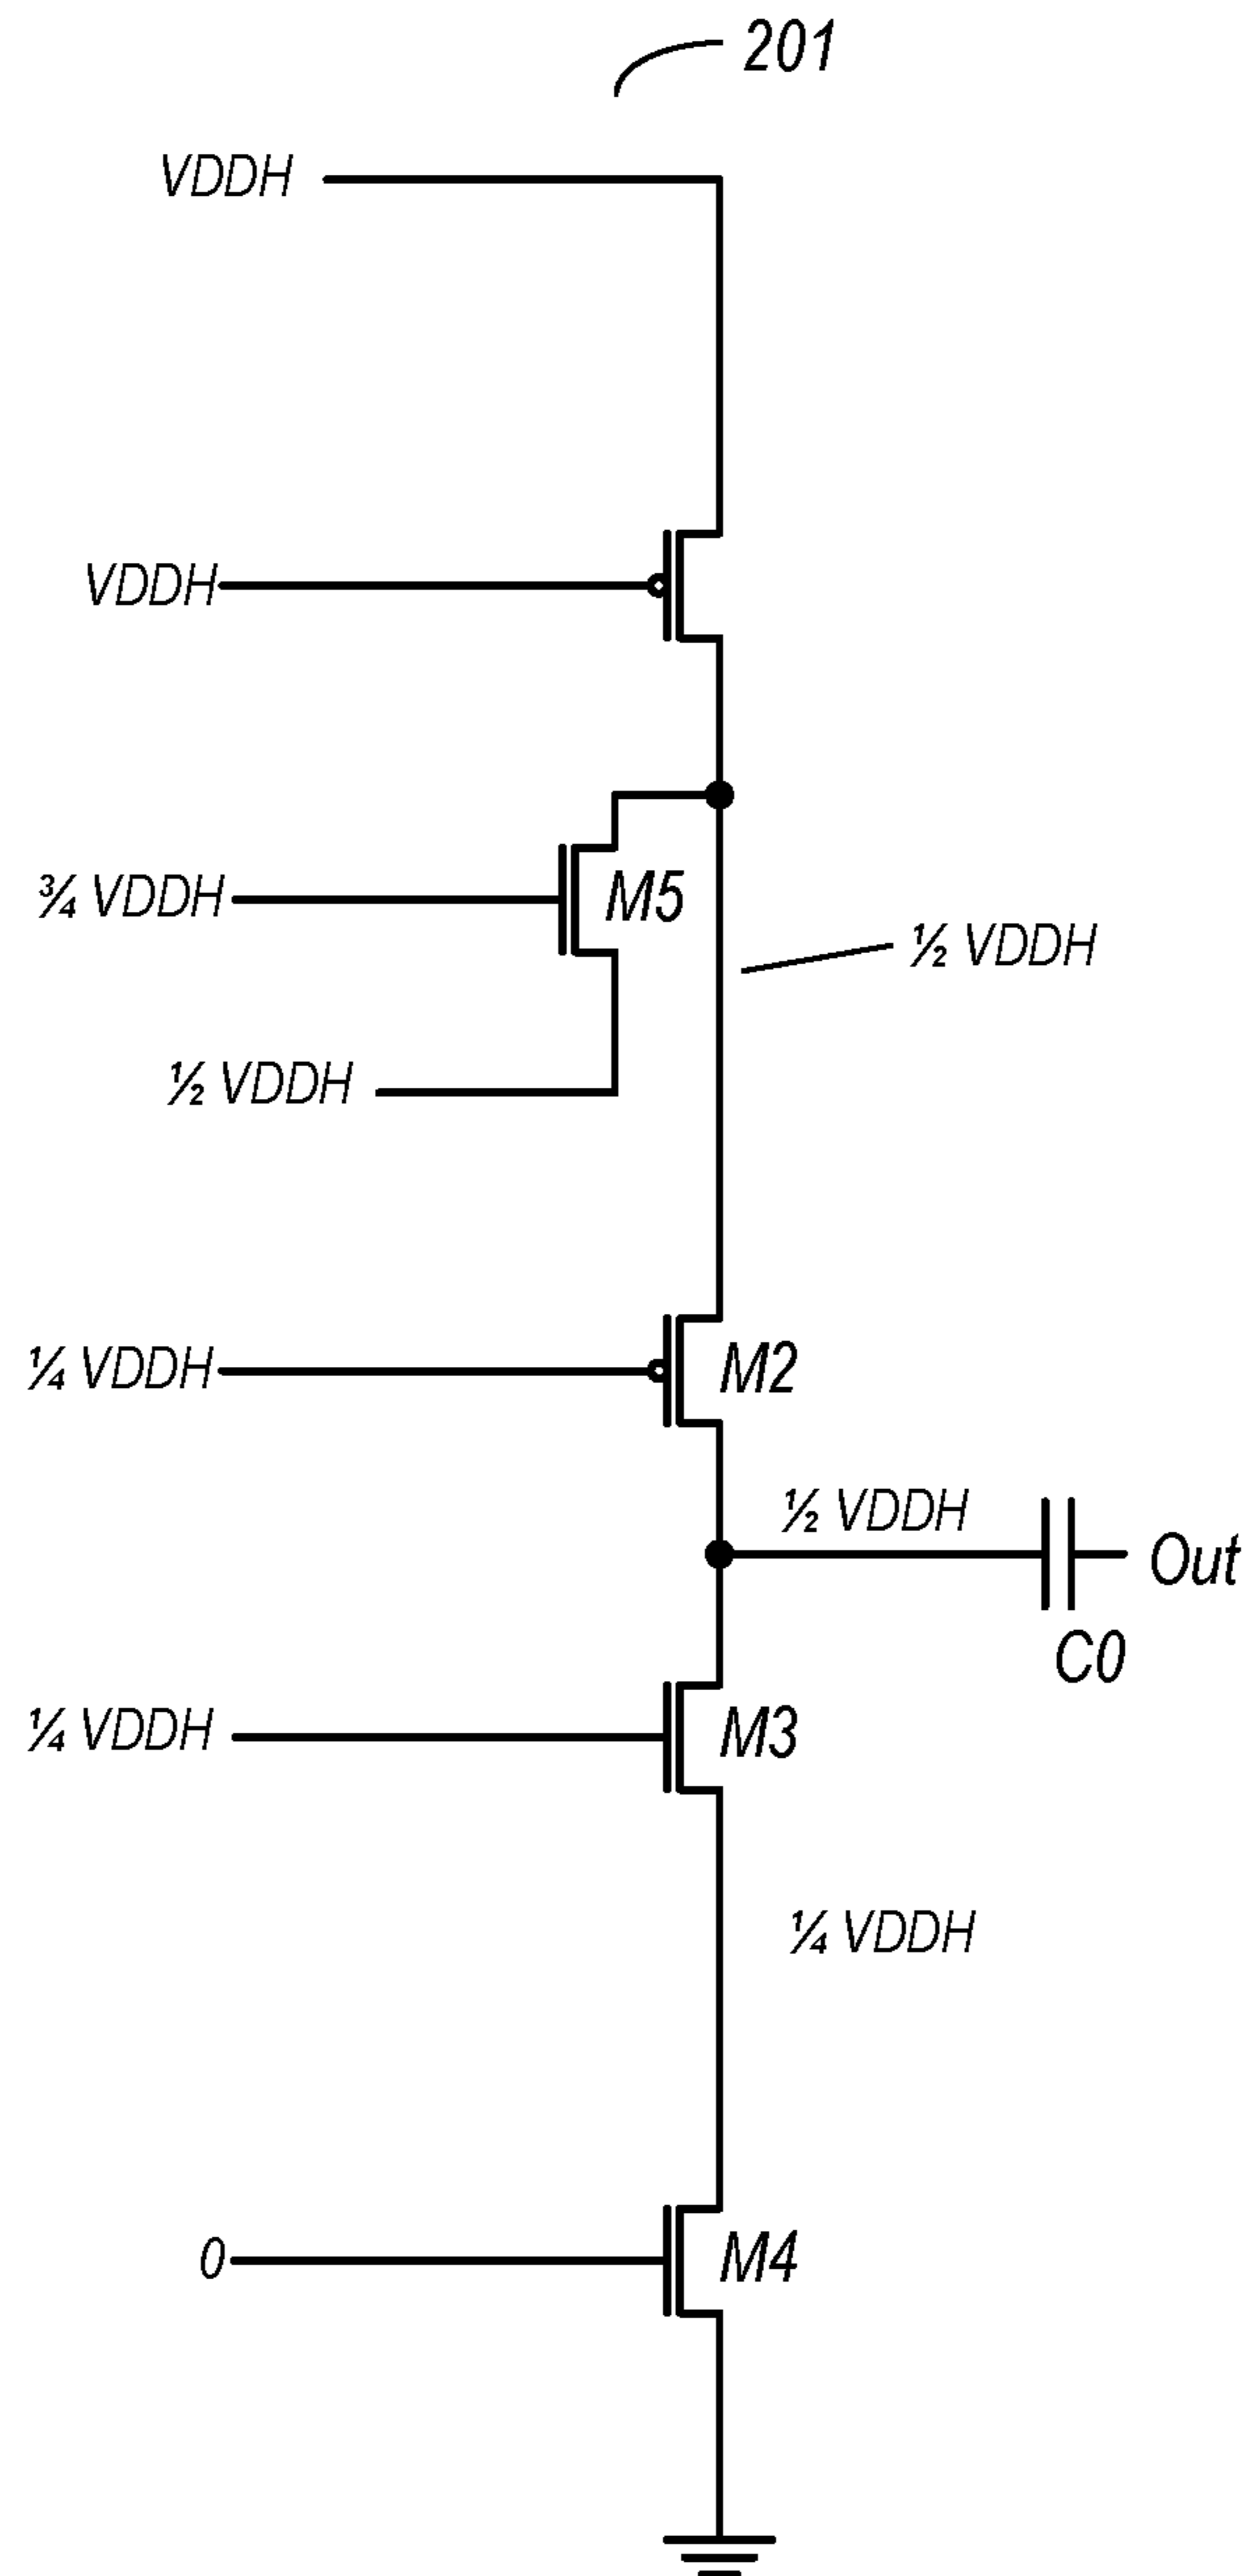 201
VDDH
VDDH
¾ VDDH
M5
½ VDDH
½ VDDH
¼ VDDH
M2
½ VDDH
Out
C0
¼ VDDH
M3
¼ VDDH
0
M4